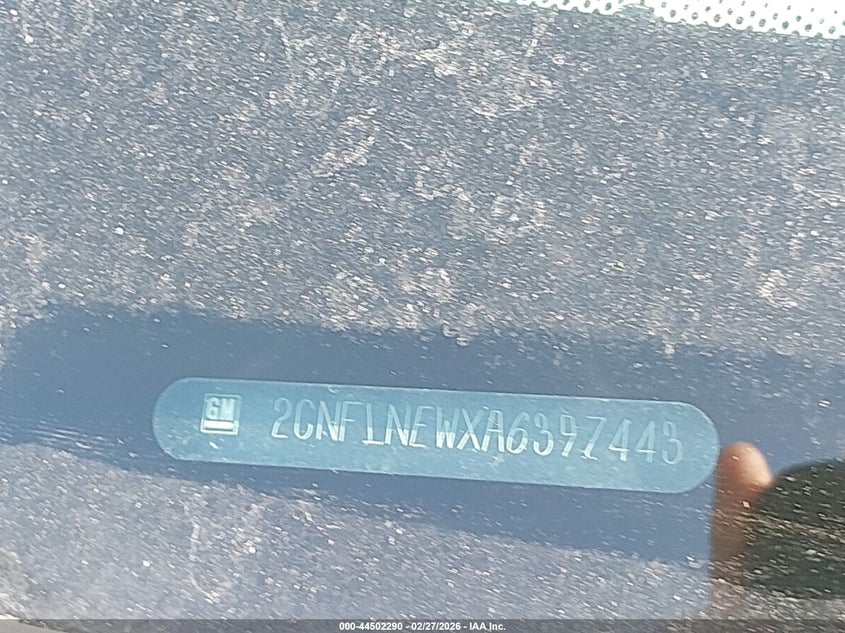 GM 2CNFLNEWXA6397443
000-44502290 - 02/27/2026 - IAA, Inc.